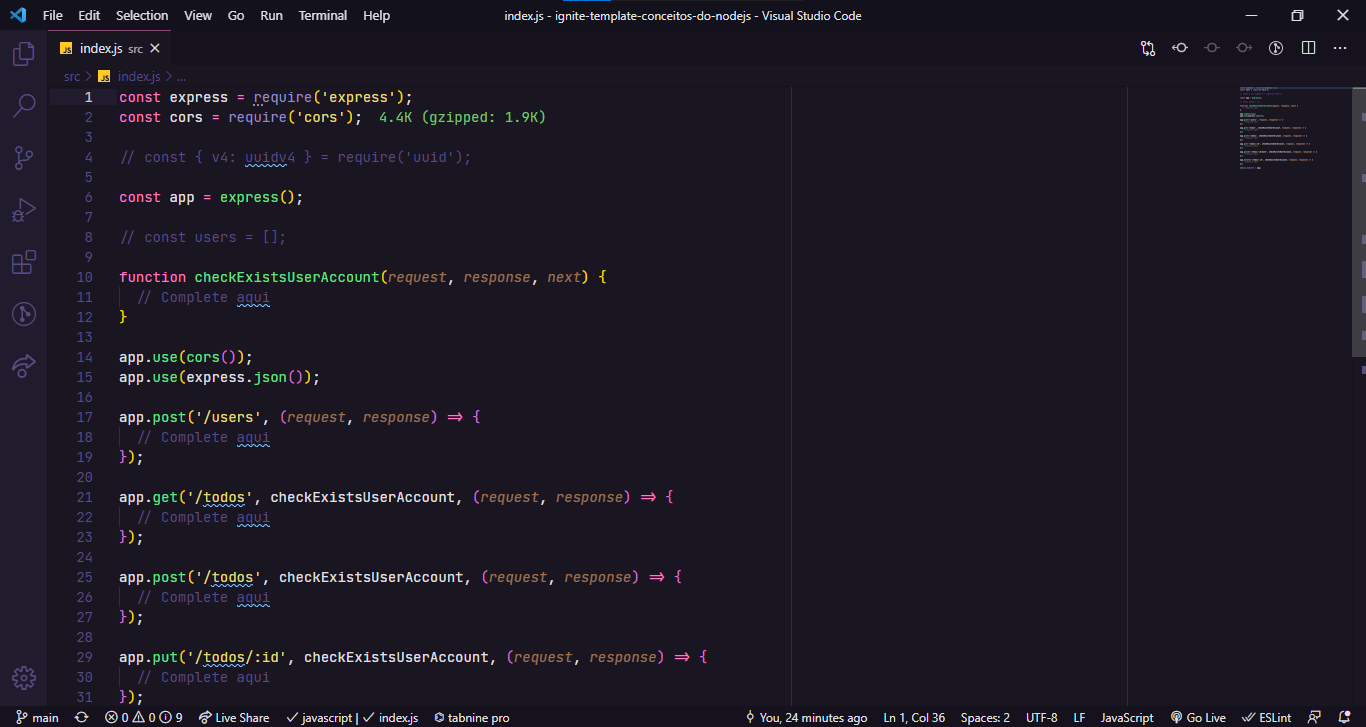 File Edit Selection View Go Run Terminal Help
index.js - ignite-template-conceitos-do-nodejs - Visual Studio Code
JS index.js src
src > JS index.js > ...
1 const express = require('express');
2 const cors = require('cors'); 4.4K (gzipped: 1.9K)
3
4 // const { v4: uuidv4 } = require('uuid');
5
6 const app = express();
7
8 // const users = [];
9
10 function checkExistsUserAccount(request, response, next) {
11 // Complete aqui
12 }
13
14 app.use(cors());
15 app.use(express.json());
16
17 app.post('/users', (request, response) => {
18 // Complete aqui
19 });
20
21 app.get('/todos', checkExistsUserAccount, (request, response) => {
22 // Complete aqui
23 });
24
25 app.post('/todos', checkExistsUserAccount, (request, response) => {
26 // Complete aqui
27 });
28
29 app.put('/todos/:id', checkExistsUserAccount, (request, response) => {
30 // Complete aqui
31 });
main 0 0 9 Live Share javascript | index.js tabnine pro You, 24 minutes ago Ln 1, Col 36 Spaces: 2 UTF-8 LF JavaScript Go Live ESLint